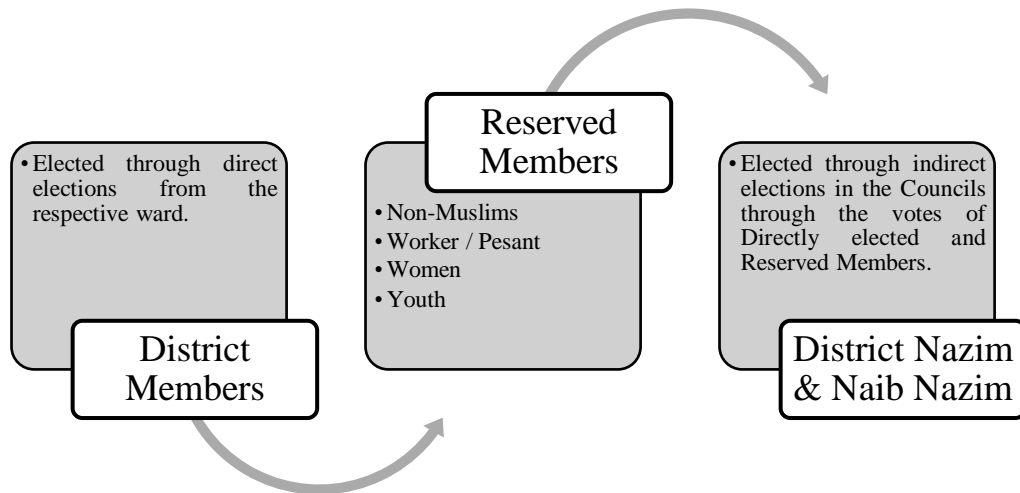 • Elected through direct
elections from the
respective ward.
District
Members
Reserved
Members
• Non-Muslims
• Worker / Pesant
• Women
• Youth
• Elected through indirect
elections in the Councils
through the votes of
Directly elected and
Reserved Members.
District Nazim
& Naib Nazim